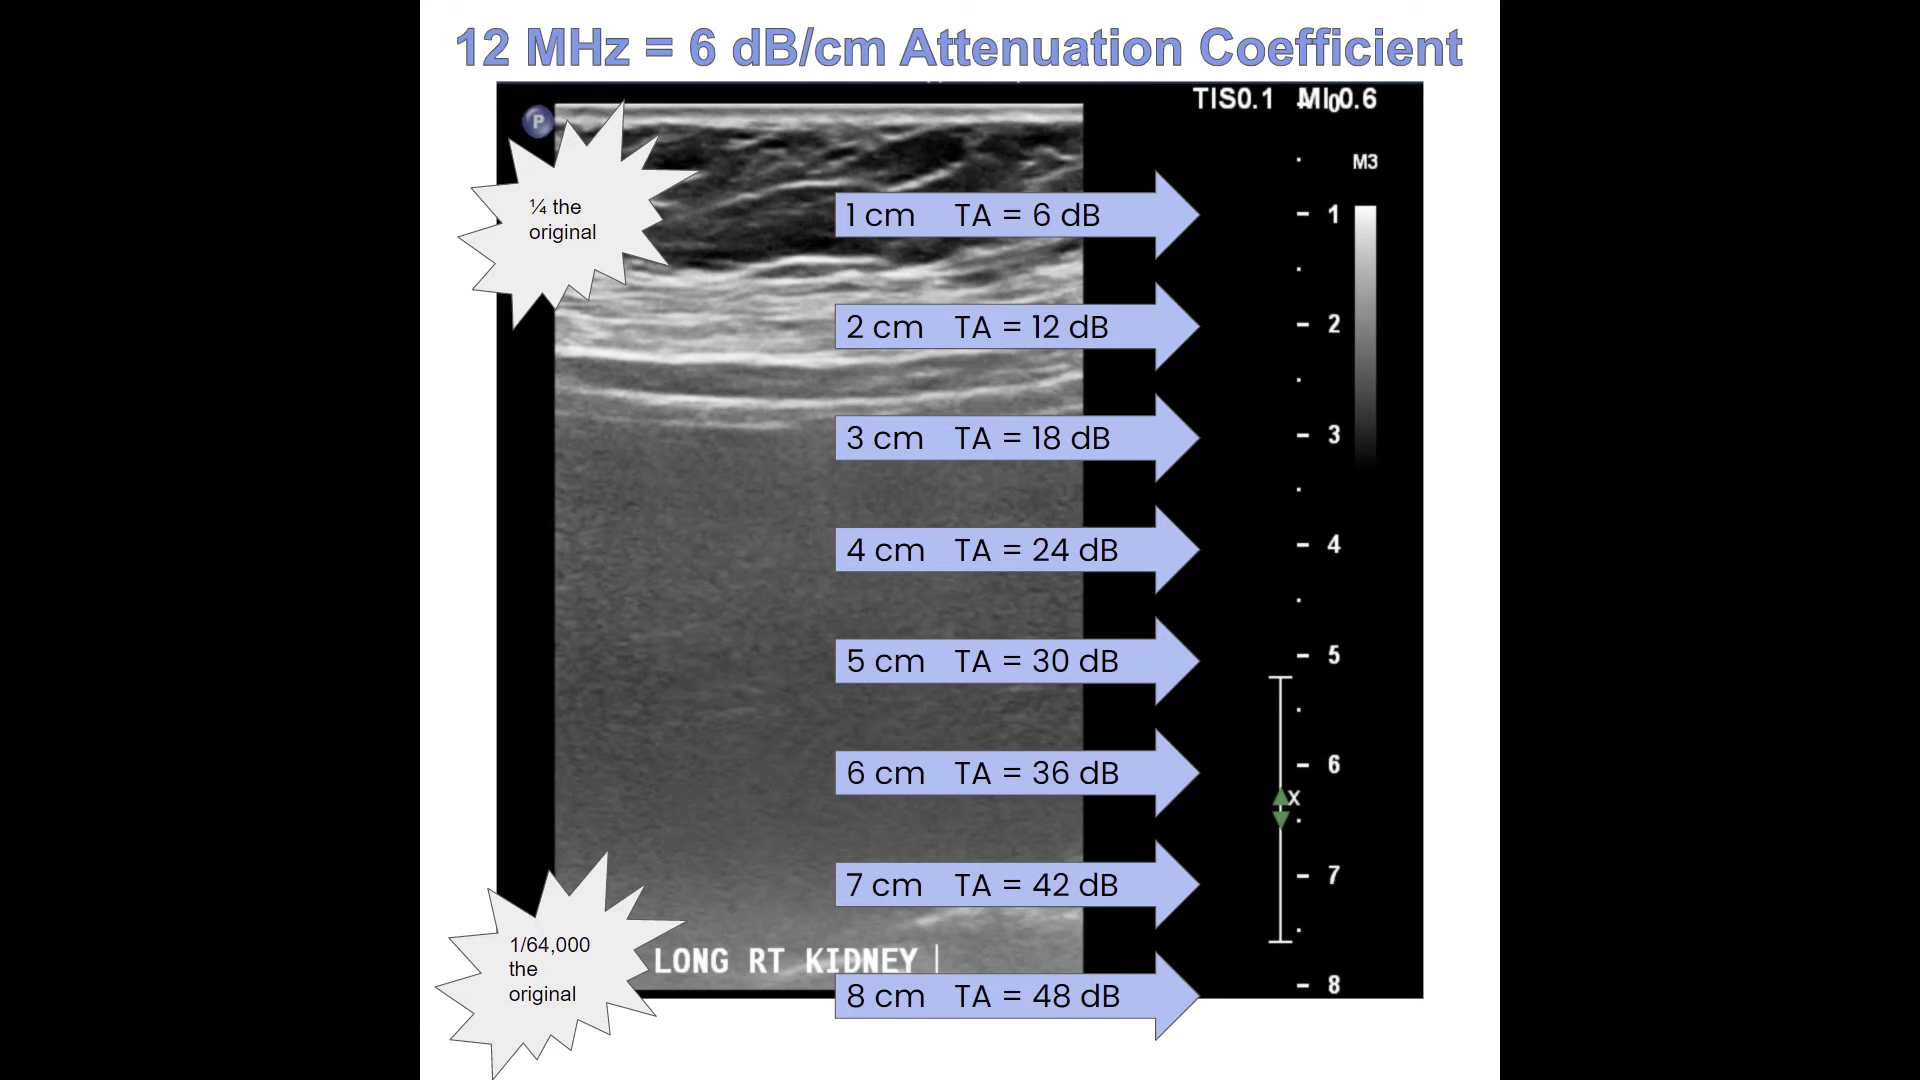 12 MHz = 6 dB/cm Attenuation Coefficient
TIS0.1 MI0.6
0
P
M3
¼ the
original
1 cm TA = 6 dB
1
2 cm TA = 12 dB
2
3 cm TA = 18 dB
3
4 cm TA = 24 dB
4
5 cm TA = 30 dB
5
6 cm TA = 36 dB
6
X
7 cm TA = 42 dB
7
1/64,000
the
original
LONG RT KIDNEY
8 cm TA = 48 dB
8